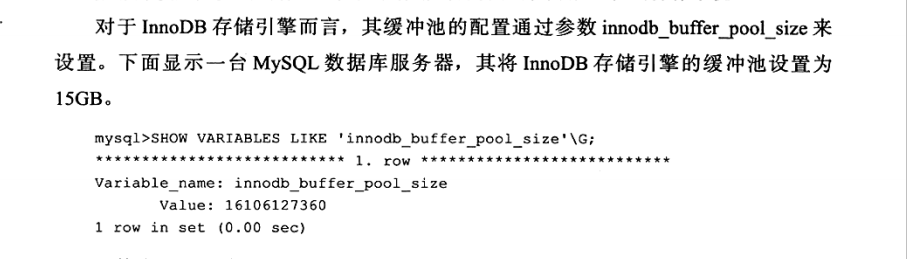 对于 InnoDB 存储引擎而言，其缓冲池的配置通过参数 innodb_buffer_pool_size 来
设置。下面显示一台 MySQL 数据库服务器，其将 InnoDB 存储引擎的缓冲池设置为
15GB。
mysql>SHOW VARIABLES LIKE 'innodb_buffer_pool_size'\G;
*************************** 1. row ***************************
Variable_name: innodb_buffer_pool_size
Value: 16106127360
1 row in set (0.00 sec)